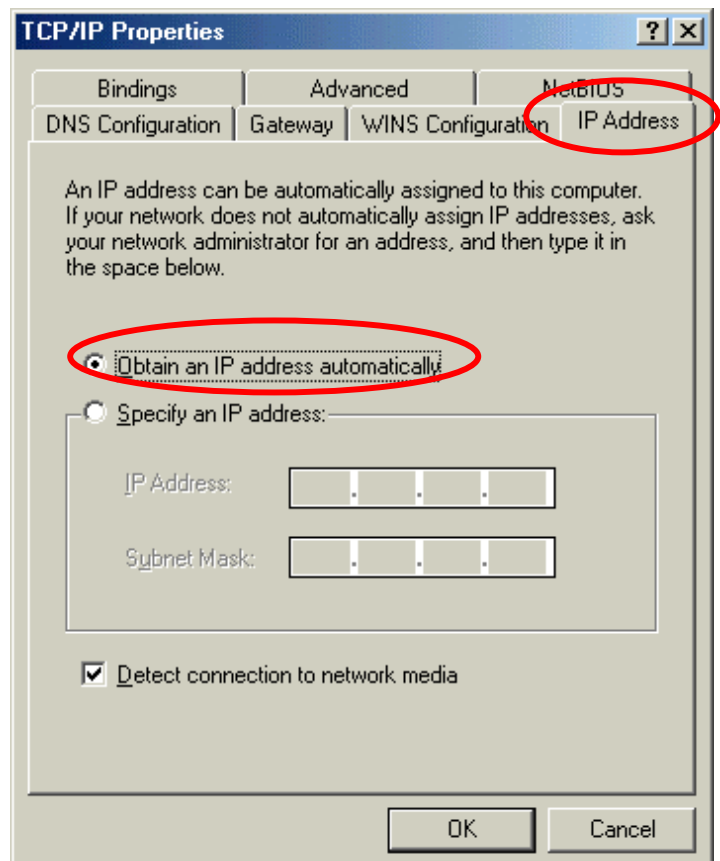 TCP/IP Properties
Bindings
Advanced
NetBIOS
DNS Configuration
Gateway
WINS Configuration
IP Address
An IP address can be automatically assigned to this computer.
If your network does not automatically assign IP addresses, ask
your network administrator for an address, and then type it in
the space below.
Obtain an IP address automatically
Specify an IP address:
IP Address:
Subnet Mask:
Detect connection to network media
OK
Cancel